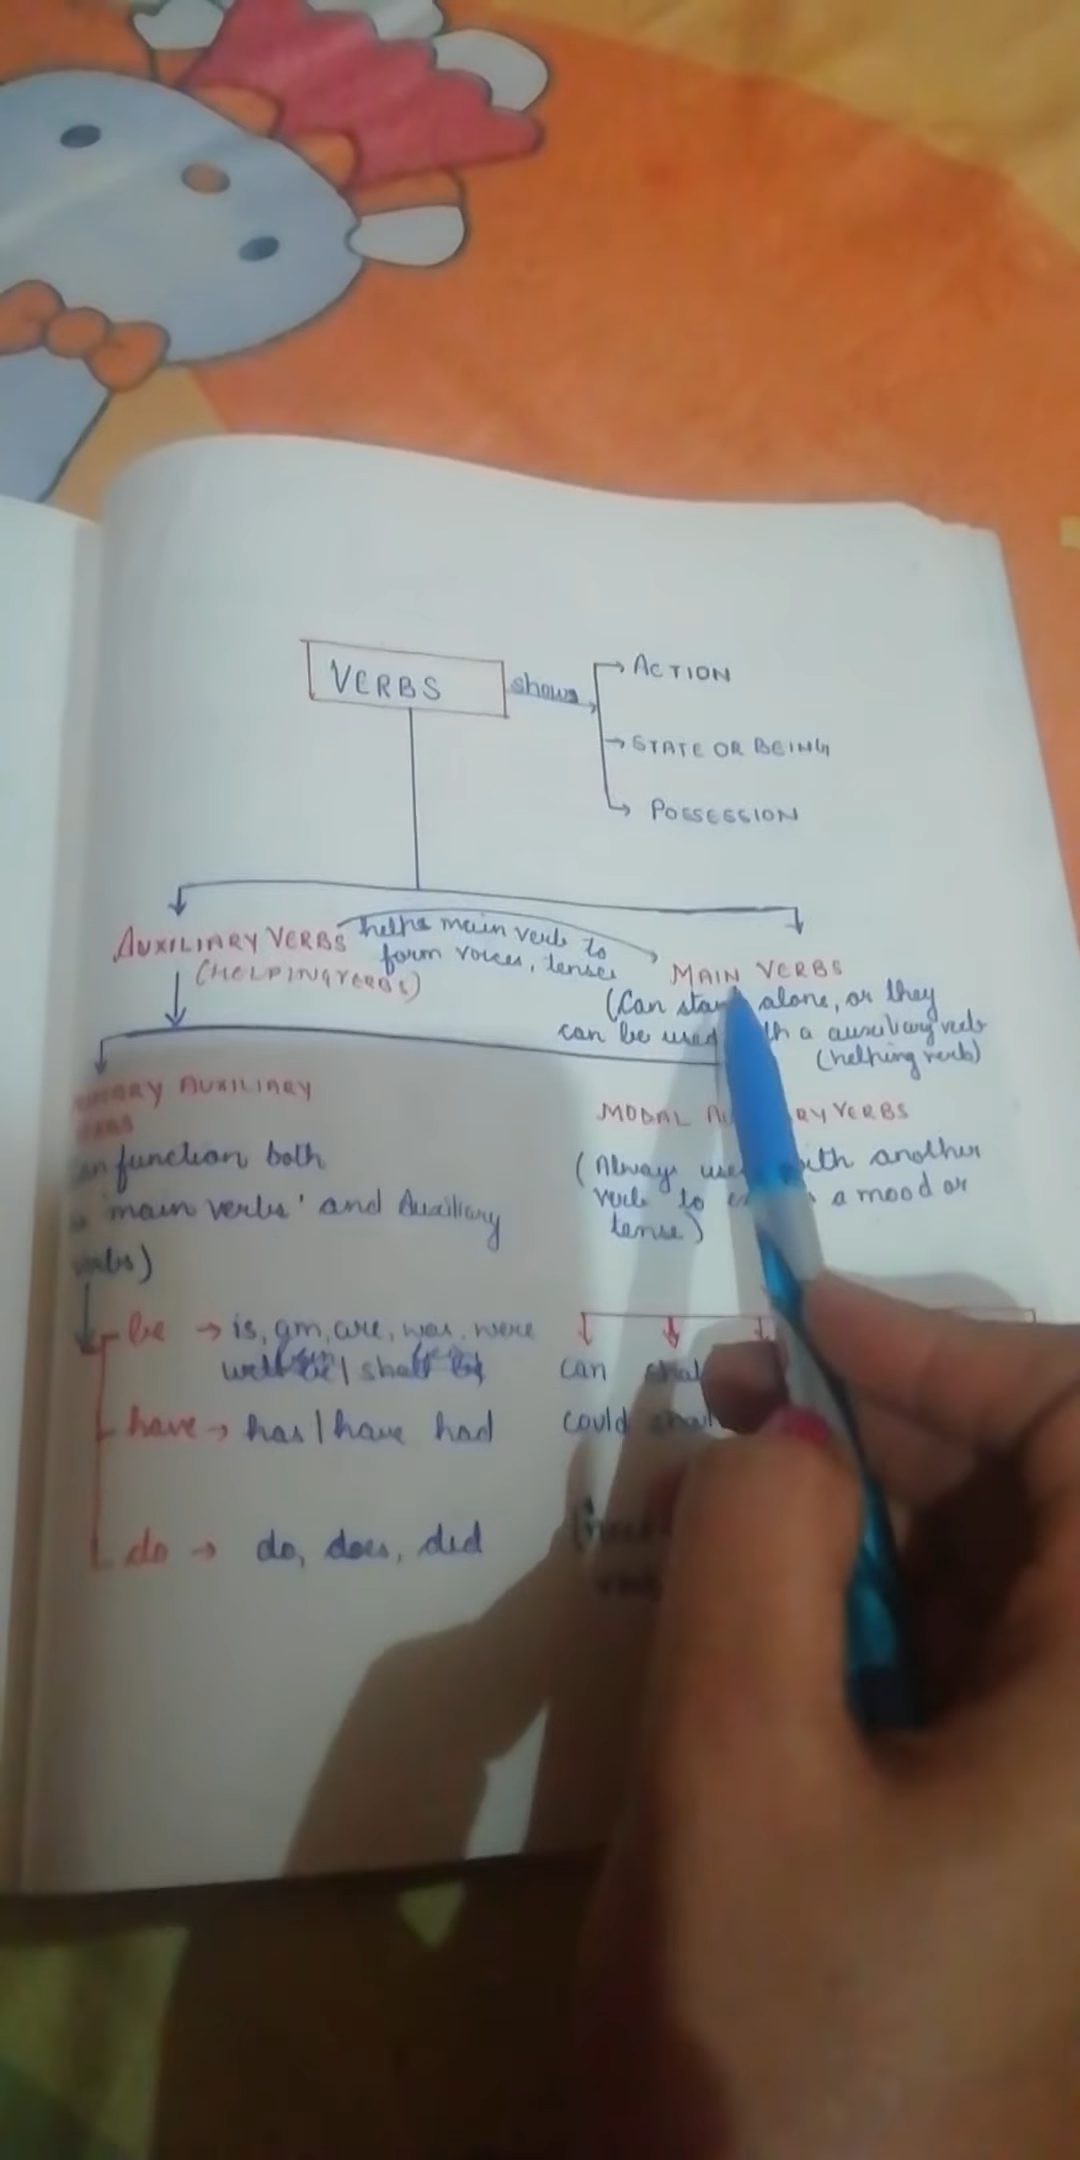 VERBS shows
ACTION
STATE OR BEING
POSSESSION
AUXILIARY VERBS
(HELPING VERBS)
helps main verb to
form voices, tenses
MAIN VERBS
(Can alone, or they
can be used a auxiliary verb
(helping verb)
AUXILIARY
function both
'main verbs' and Auxiliary
verbs)
MODAL VERBS
(Always with another
verb to a mood or
tense)
be → is, am, are, was, were
have → has/have had
do → do, does, did
can
could